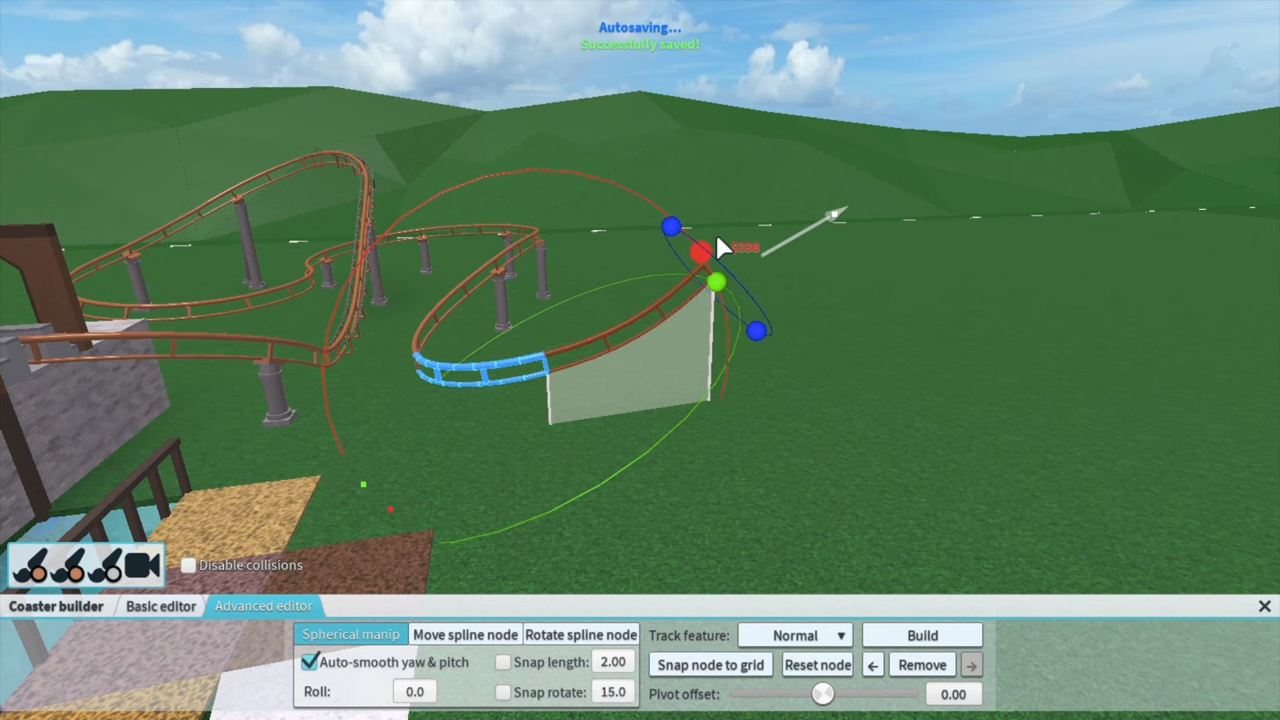 Autosaving...
Successfully saved!
$336
Disable collisions
Coaster builder Basic editor Advanced editor
Spherical manip Move spline node Rotate spline node Track feature: Normal Build
Auto-smooth yaw & pitch Snap length: 2.00 Snap node to grid Reset node Remove
Roll: 0.0 Snap rotate: 15.0 Pivot offset: 0.00